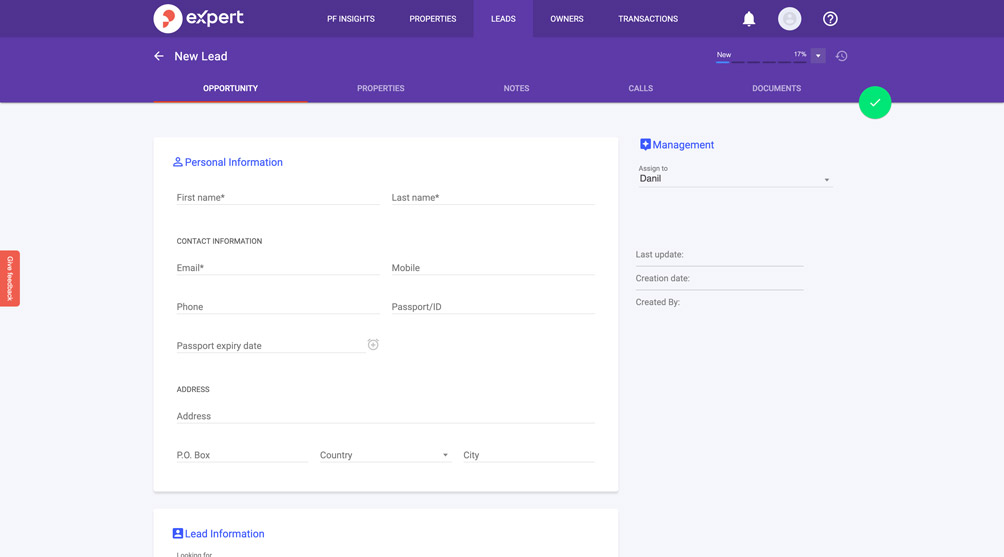 expert
PF INSIGHTS PROPERTIES LEADS OWNERS TRANSACTIONS
New Lead
New 17%
OPPORTUNITY PROPERTIES NOTES CALLS DOCUMENTS
Personal Information
First name* Last name*
CONTACT INFORMATION
Email* Mobile
Phone Passport/ID
Passport expiry date
ADDRESS
Address
P.O. Box Country City
Lead Information
Looking for
Management
Assign to
Danil
Last update:
Creation date:
Created By:
Give feedback